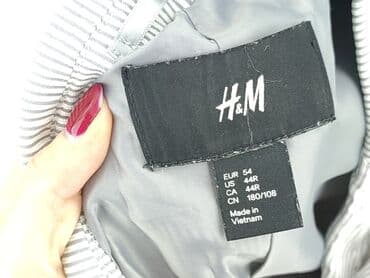 H&M
EUR 54
US 44R
CA 44R
CN 180/108
Made in
Vietnam